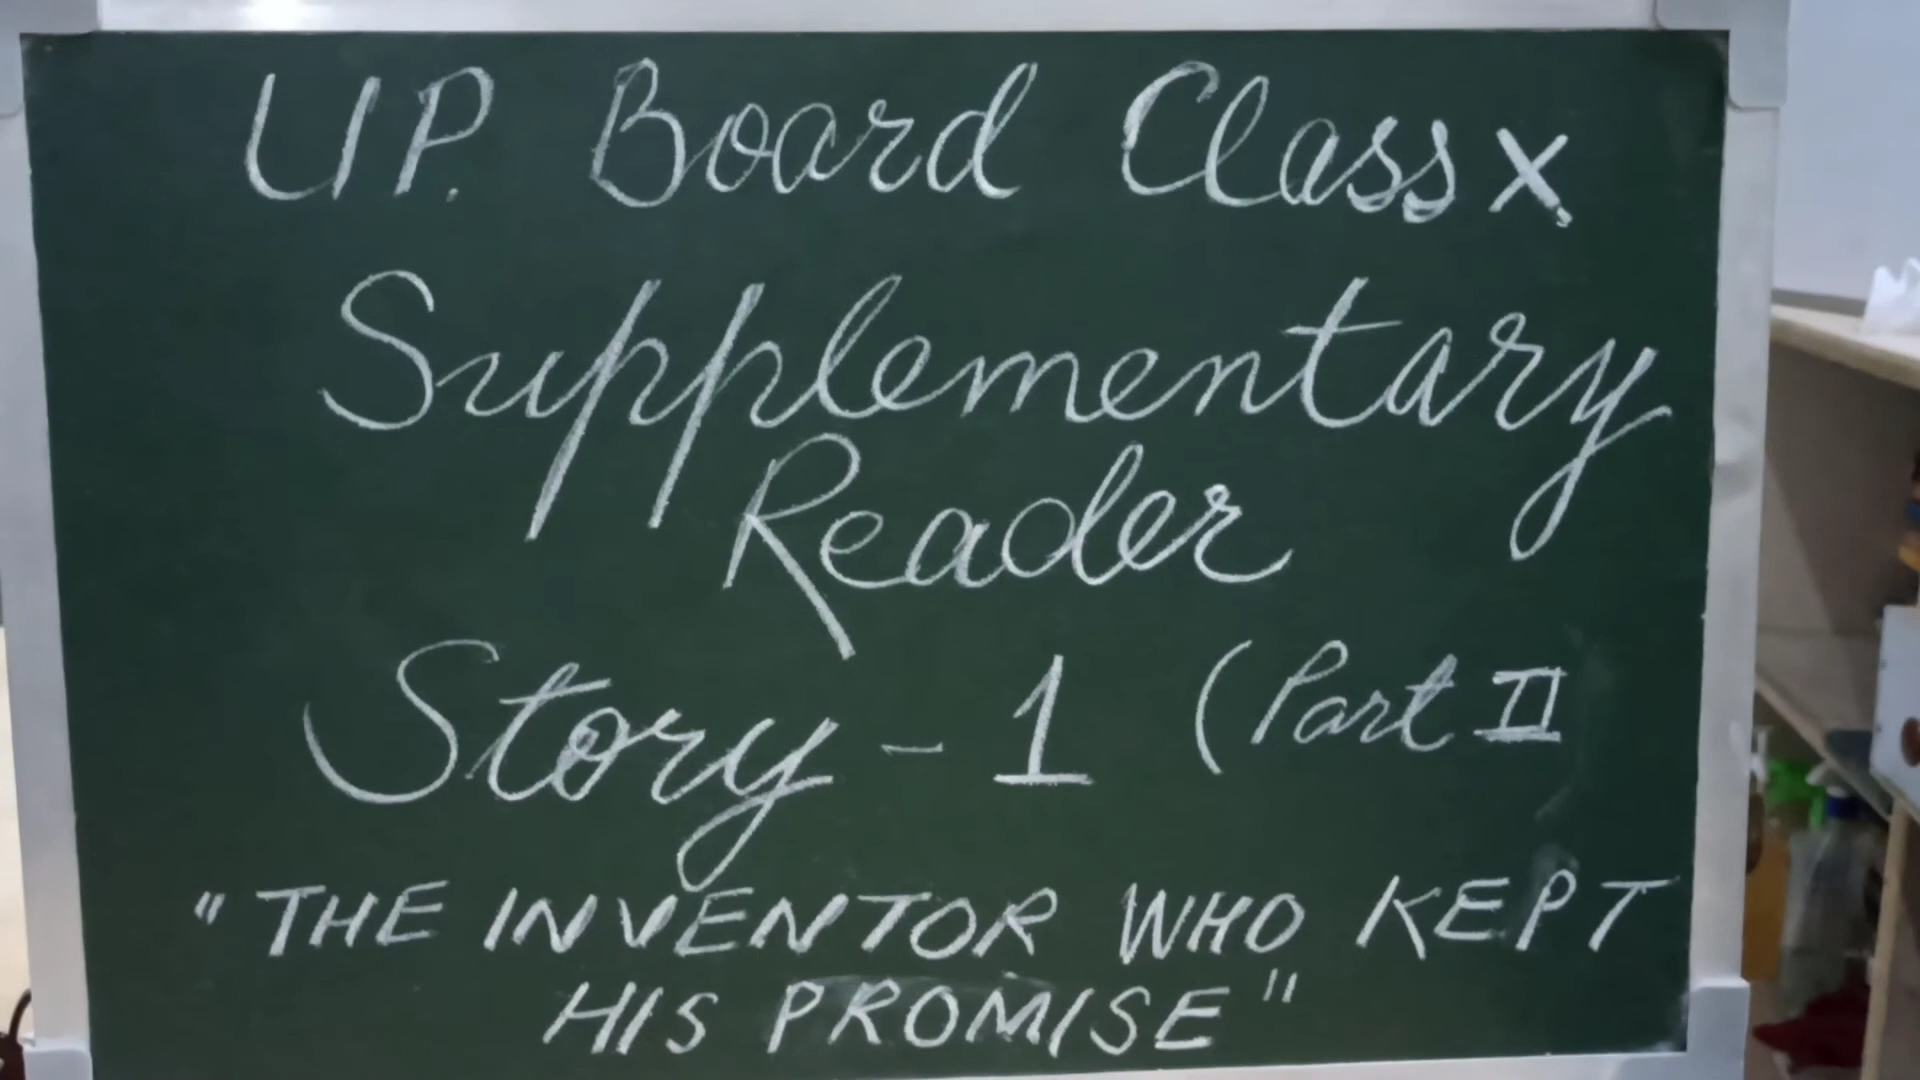 U.P. Board Class X
Supplementary
Reader
Story - 1 (Part II
"THE INVENTOR WHO KEPT
HIS PROMISE"